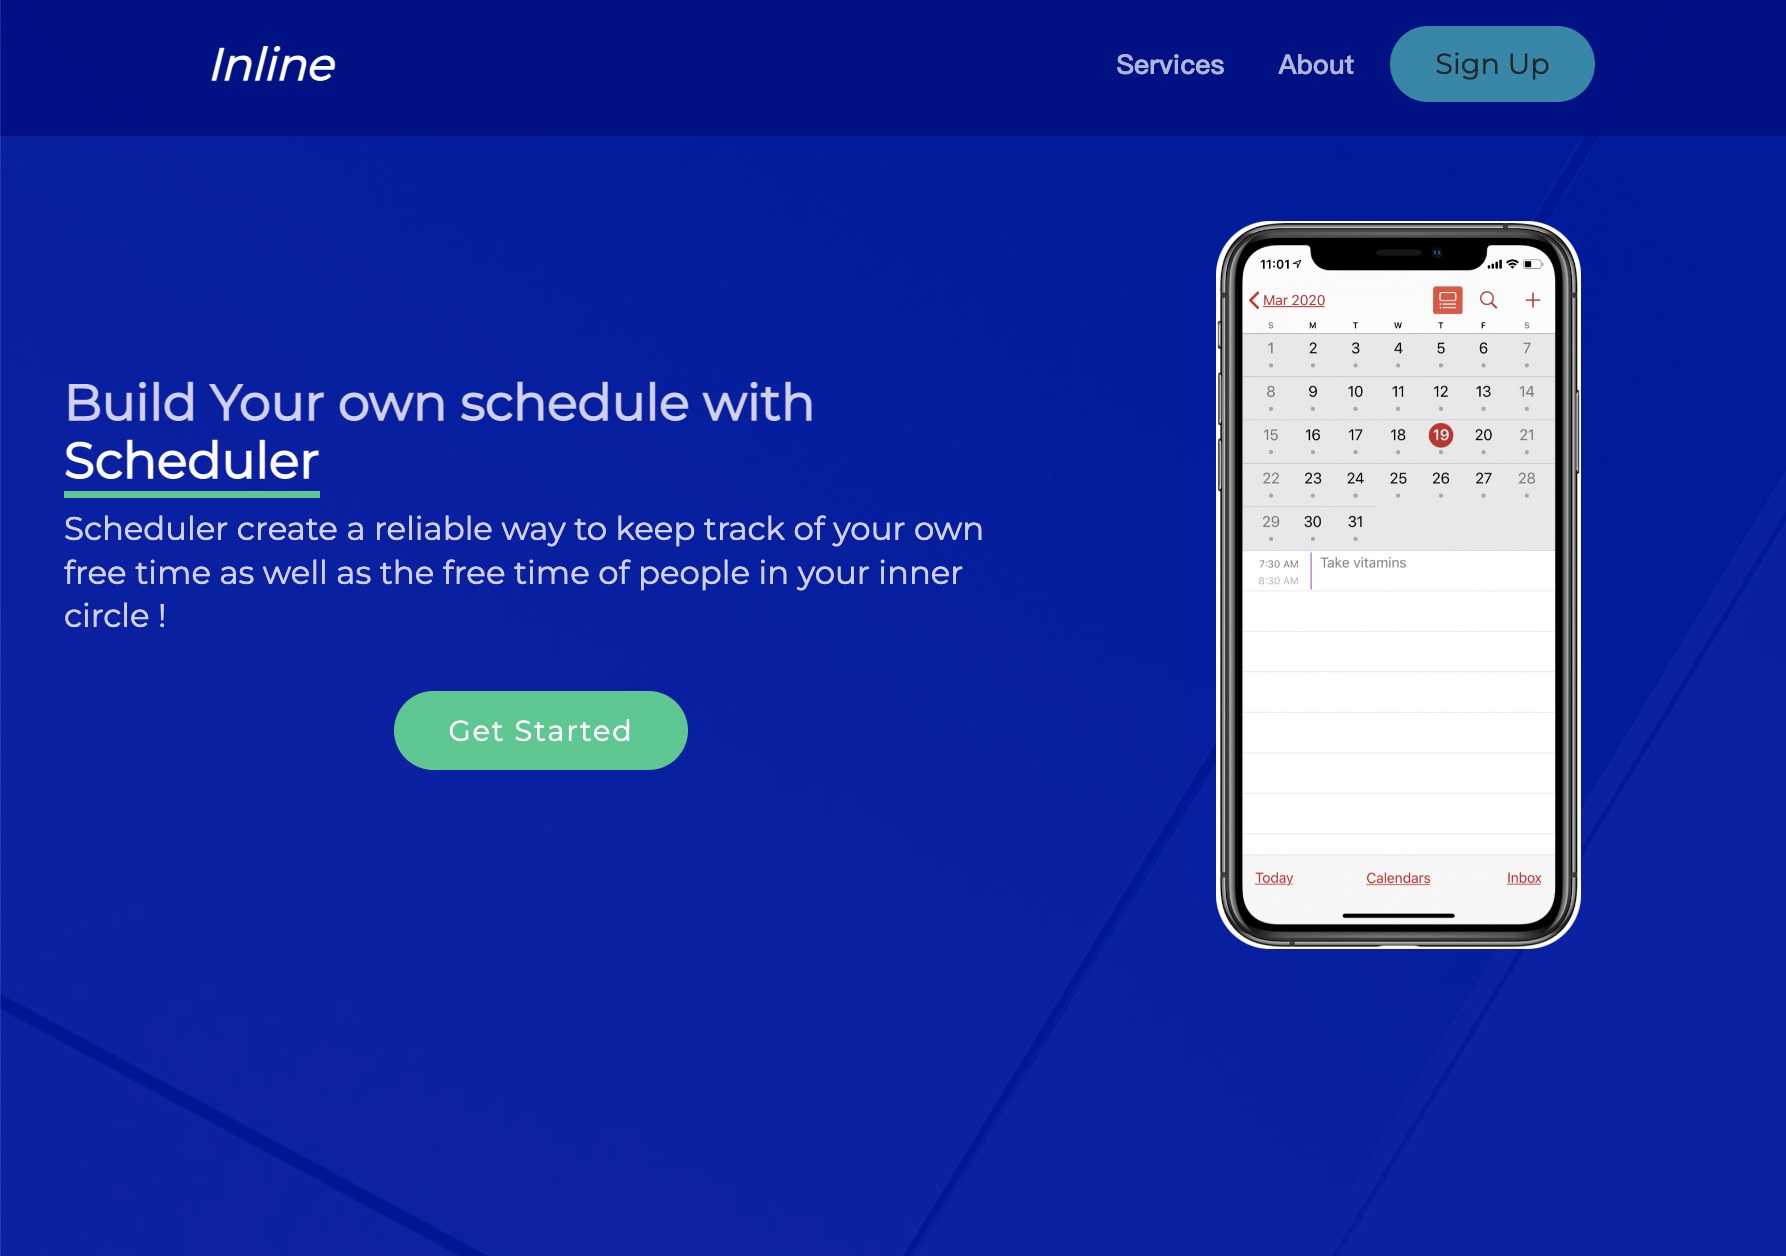 Inline
Services About Sign Up
Build Your own schedule with
Scheduler
Scheduler create a reliable way to keep track of your own
free time as well as the free time of people in your inner
circle !
Get Started
11:01
Mar 2020
S M T W T F S
1 2 3 4 5 6 7
8 9 10 11 12 13 14
15 16 17 18 19 20 21
22 23 24 25 26 27 28
29 30 31
7:30 AM Take vitamins
8:30 AM
Today Calendars Inbox